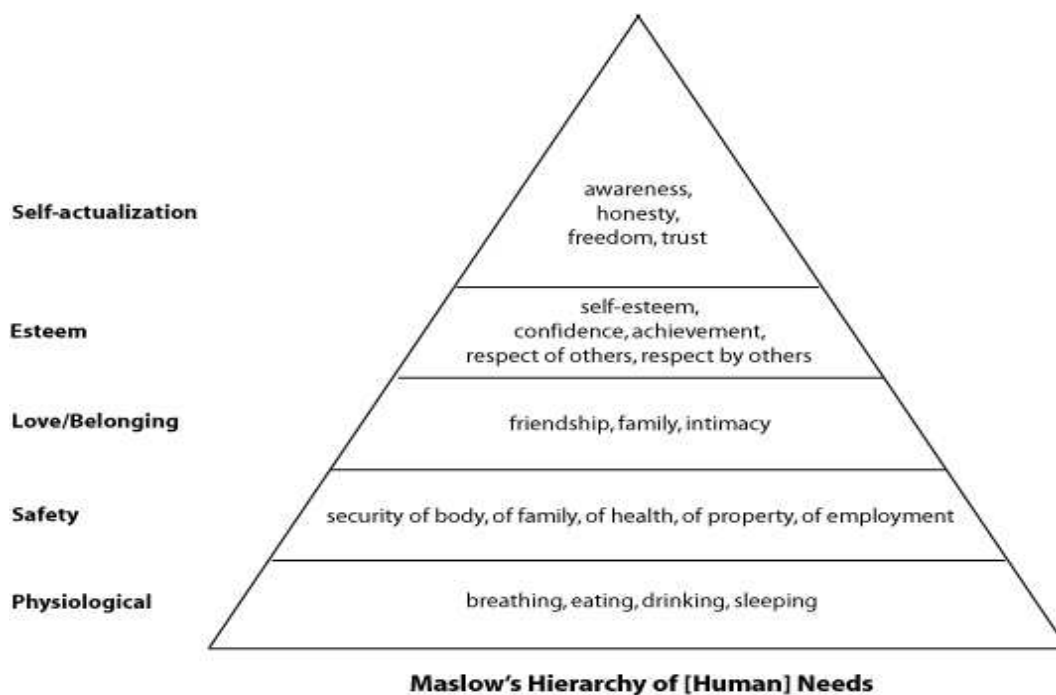 Self-actualization
awareness,
honesty,
freedom, trust
Esteem
self-esteem,
confidence, achievement,
respect of others, respect by others
Love/Belonging
friendship, family, intimacy
Safety
security of body, of family, of health, of property, of employment
Physiological
breathing, eating, drinking, sleeping
Maslow's Hierarchy of [Human] Needs